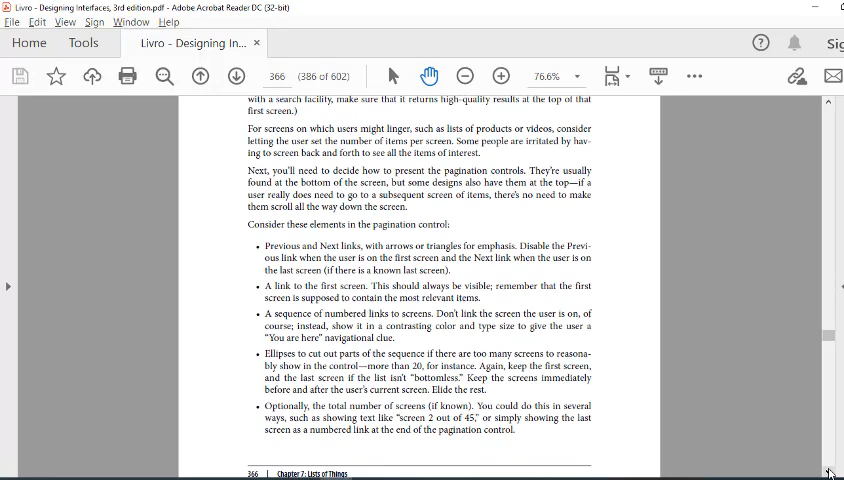 Livro - Designing Interfaces, 3rd edition.pdf - Adobe Acrobat Reader DC (32-bit)
File Edit View Sign Window Help
Home Tools Livro - Designing In... × Sig
366 (386 of 602) 76.6%
with a search facility, make sure that it returns high-quality results at the top of that
first screen.)
For screens on which users might linger, such as lists of products or videos, consider
letting the user set the number of items per screen. Some people are irritated by hav-
ing to screen back and forth to see all the items of interest.
Next, you'll need to decide how to present the pagination controls. They're usually
found at the bottom of the screen, but some designs also have them at the top—if a
user really does need to go to a subsequent screen of items, there's no need to make
them scroll all the way down the screen.
Consider these elements in the pagination control:
• Previous and Next links, with arrows or triangles for emphasis. Disable the Previ-
ous link when the user is on the first screen and the Next link when the user is on
the last screen (if there is a known last screen).
• A link to the first screen. This should always be visible; remember that the first
screen is supposed to contain the most relevant items.
• A sequence of numbered links to screens. Don't link the screen the user is on, of
course; instead, show it in a contrasting color and type size to give the user a
"You are here" navigational clue.
• Ellipses to cut out parts of the sequence if there are too many screens to reasona-
bly show in the control—more than 20, for instance. Again, keep the first screen,
and the last screen if the list isn't "bottomless." Keep the screens immediately
before and after the user's current screen. Elide the rest.
• Optionally, the total number of screens (if known). You could do this in several
ways, such as showing text like "screen 2 out of 45," or simply showing the last
screen as a numbered link at the end of the pagination control.
366 | Chapter 7: Lists of Things